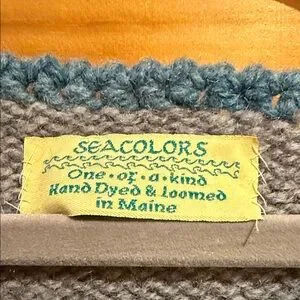 SEACOLORS
One·of·a·kind
Hand Dyed & Loomed
in Maine